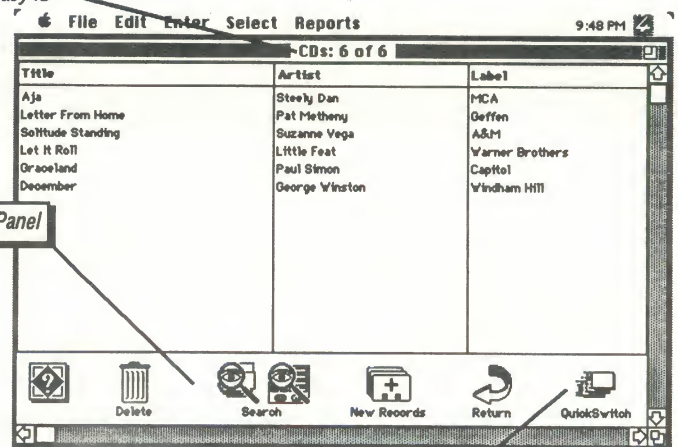 File Edit Enter Select Reports 9:48 PM
CDs: 6 of 6
Title Artist Label
Aja Steely Dan MCA
Letter From Home Pat Metheny Geffen
Solitude Standing Suzanne Vega A&M
Let It Roll Little Feat Warner Brothers
Graceland Paul Simon Capitol
December George Winston Windham Hill
Panel
Delete Search New Records Return QuickSwitch